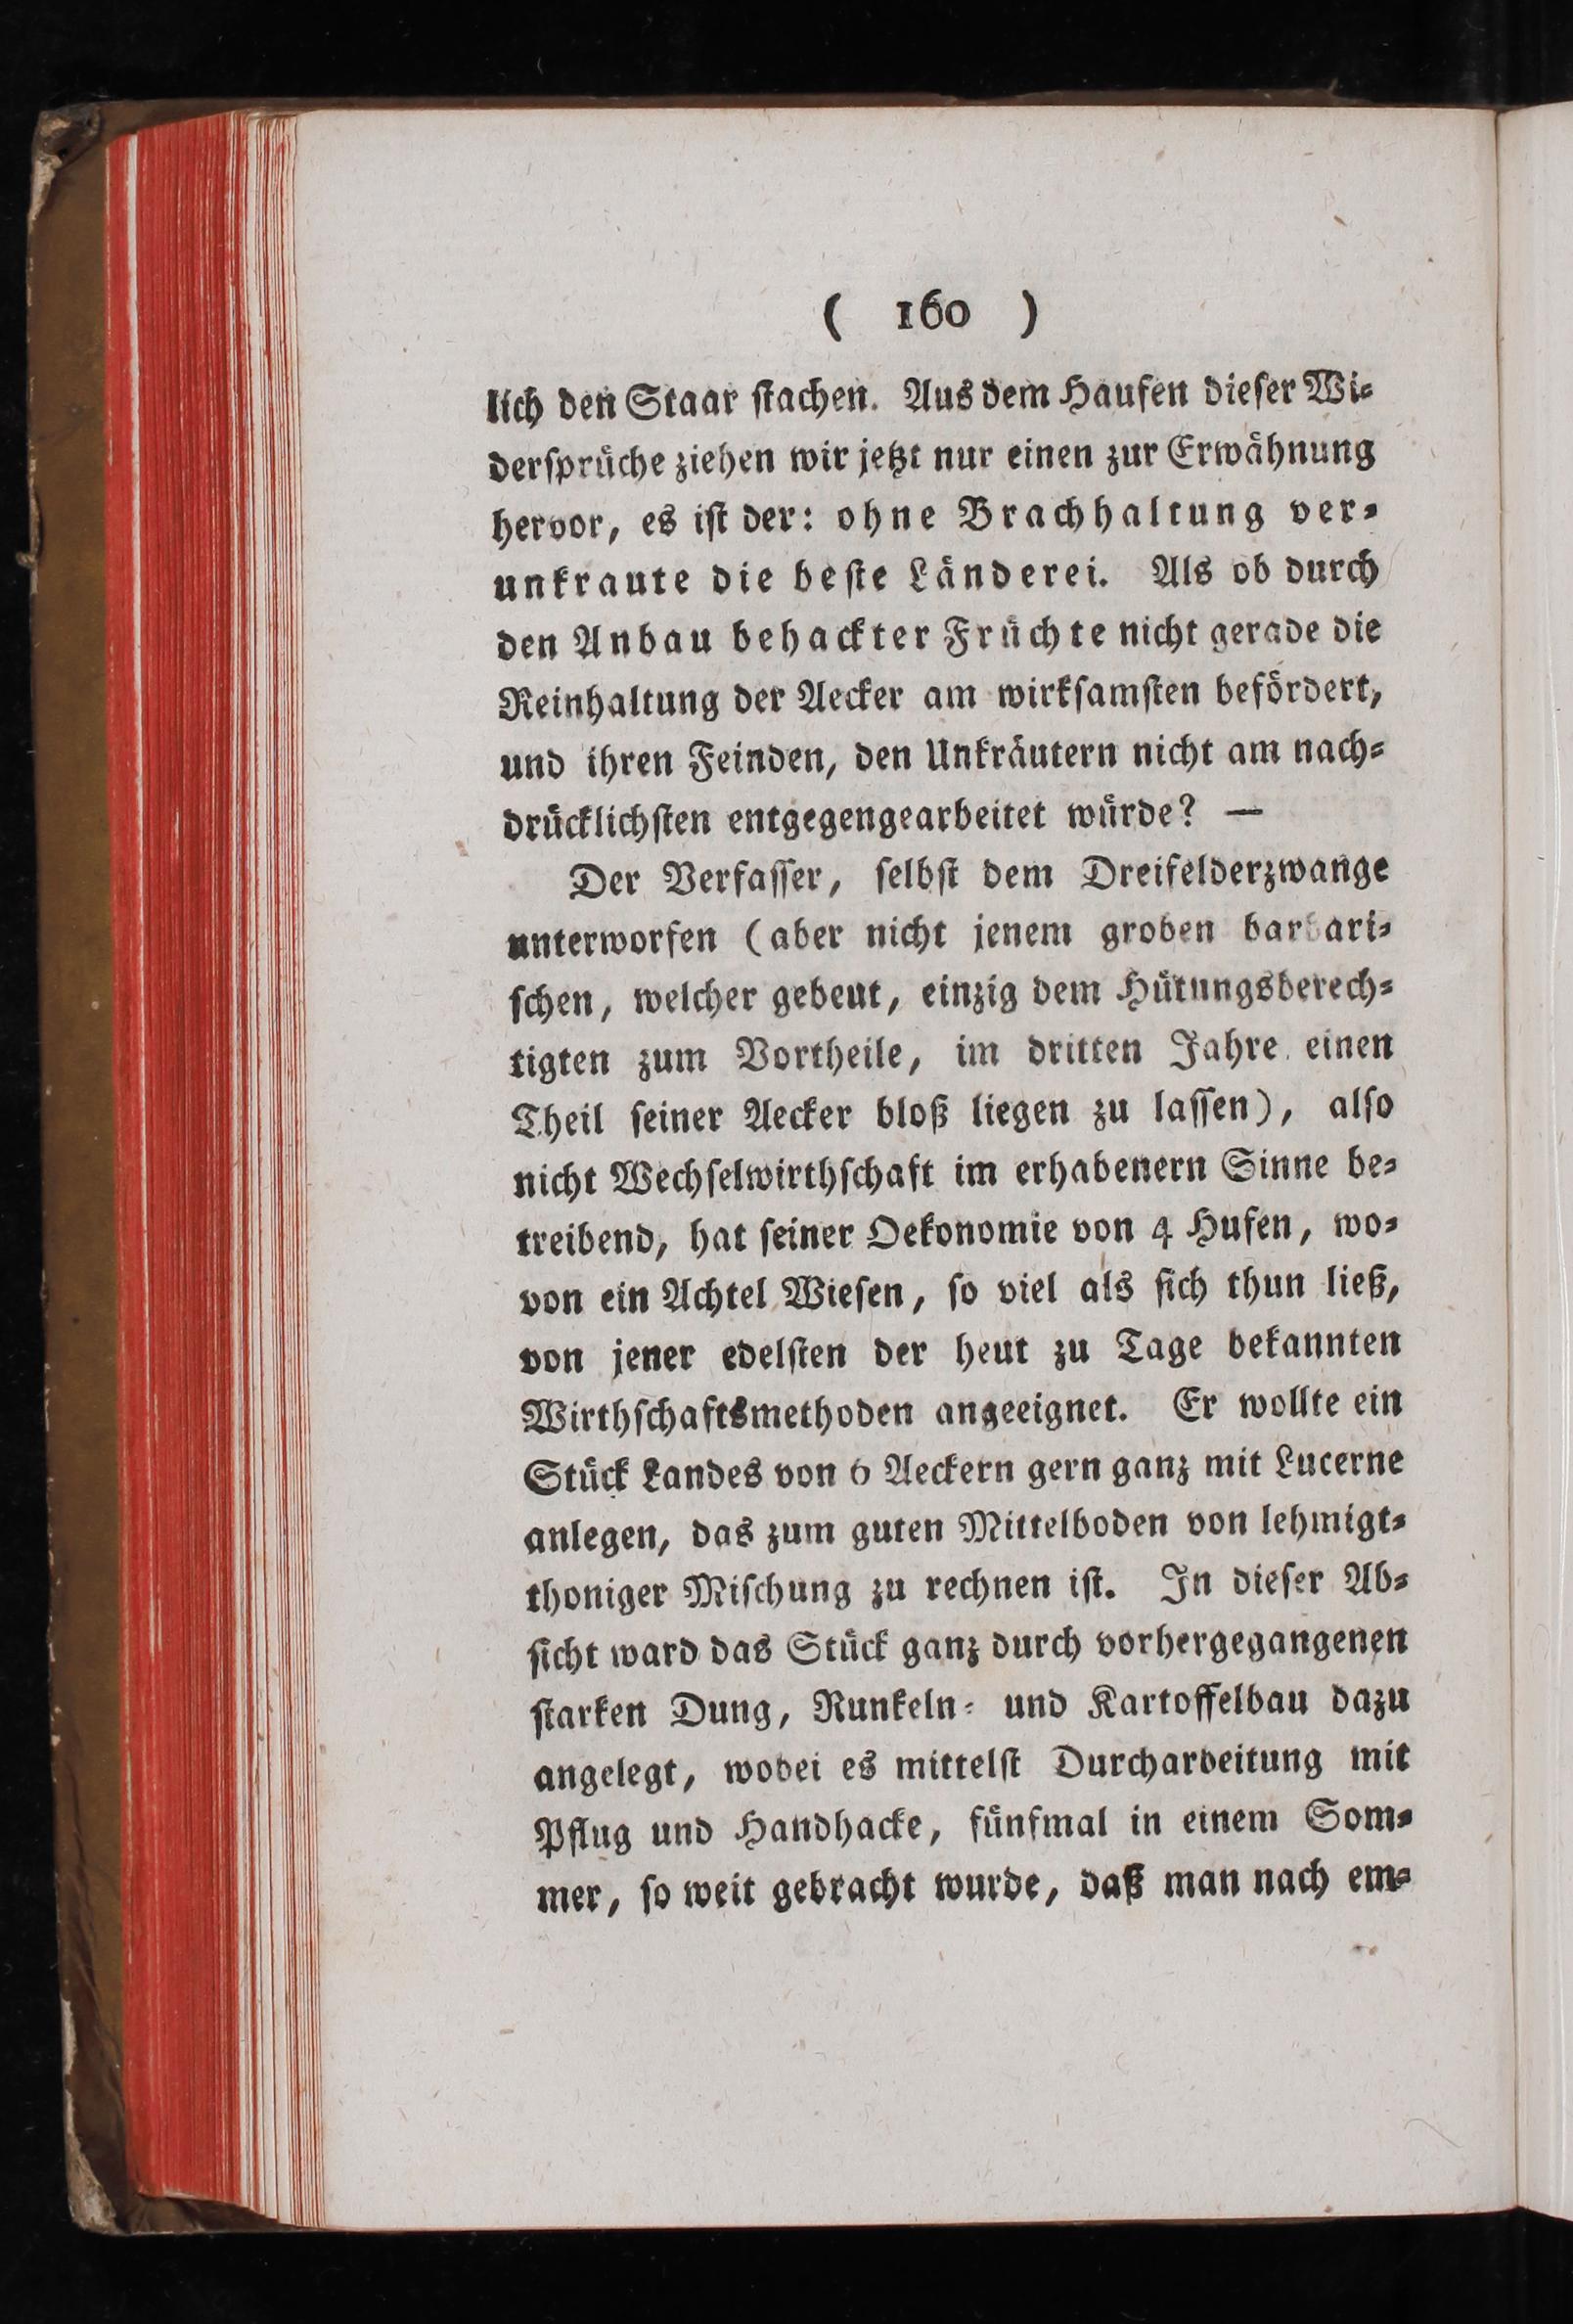 ( 160 )
lich den Staar ſtachen. Aus dem Haufen dieſer Wi⸗
derſprüche ziehen wir jetzt nur einen zur Erwähnung
hervor, es iſt der: ohne Brachhaltung ver⸗
unkraute die beſte Länderei. Als ob durch
den Anbau behackter Früchte nicht gerade die
Reinhaltung der Aecker am wirkſamſten befördert,
und ihren Feinden, den Unkräutern nicht am nach⸗
drücklichſten entgegengearbeitet würde? —
Der Verfaſſer, ſelbſt dem Dreifelderzwange
unterworfen (aber nicht jenem groben barbari⸗
ſchen, welcher gebeut, einzig dem Hütungsberech⸗
tigten zum Vortheile, im dritten Jahre einen
Theil ſeiner Aecker bloß liegen zu laſſen), alſo
nicht Wechſelwirthſchaft im erhabenern Sinne be⸗
treibend, hat ſeiner Oekonomie von 4 Hufen, wo⸗
von ein Achtel Wieſen, ſo viel als ſich thun ließ,
von jener edelſten der heut zu Tage bekannten
Wirthſchaftsmethoden angeeignet. Er wollte ein
Stück Landes von 6 Aeckern gern ganz mit Lucerne
anlegen, das zum guten Mittelboden von lehmigt⸗
thoniger Miſchung zu rechnen iſt. In dieſer Ab⸗
ſicht ward das Stück ganz durch vorhergegangenen
ſtarken Dung, Runkeln⸗ und Kartoffelbau dazu
angelegt, wobei es mittelſt Durcharbeitung mit
Pflug und Handhacke, fünfmal in einem Som⸗
mer, ſo weit gebracht wurde, daß man nach em⸗